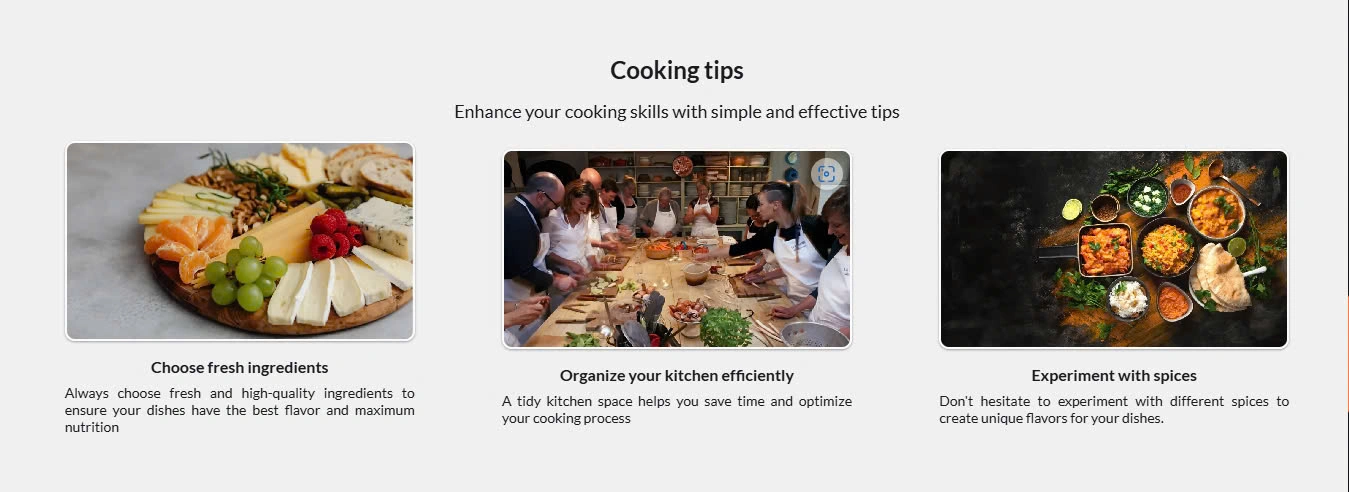 Cooking tips
Enhance your cooking skills with simple and effective tips
Choose fresh ingredients
Always choose fresh and high-quality ingredients to
ensure your dishes have the best flavor and maximum
nutrition
Organize your kitchen efficiently
A tidy kitchen space helps you save time and optimize
your cooking process
Experiment with spices
Don't hesitate to experiment with different spices to
create unique flavors for your dishes.